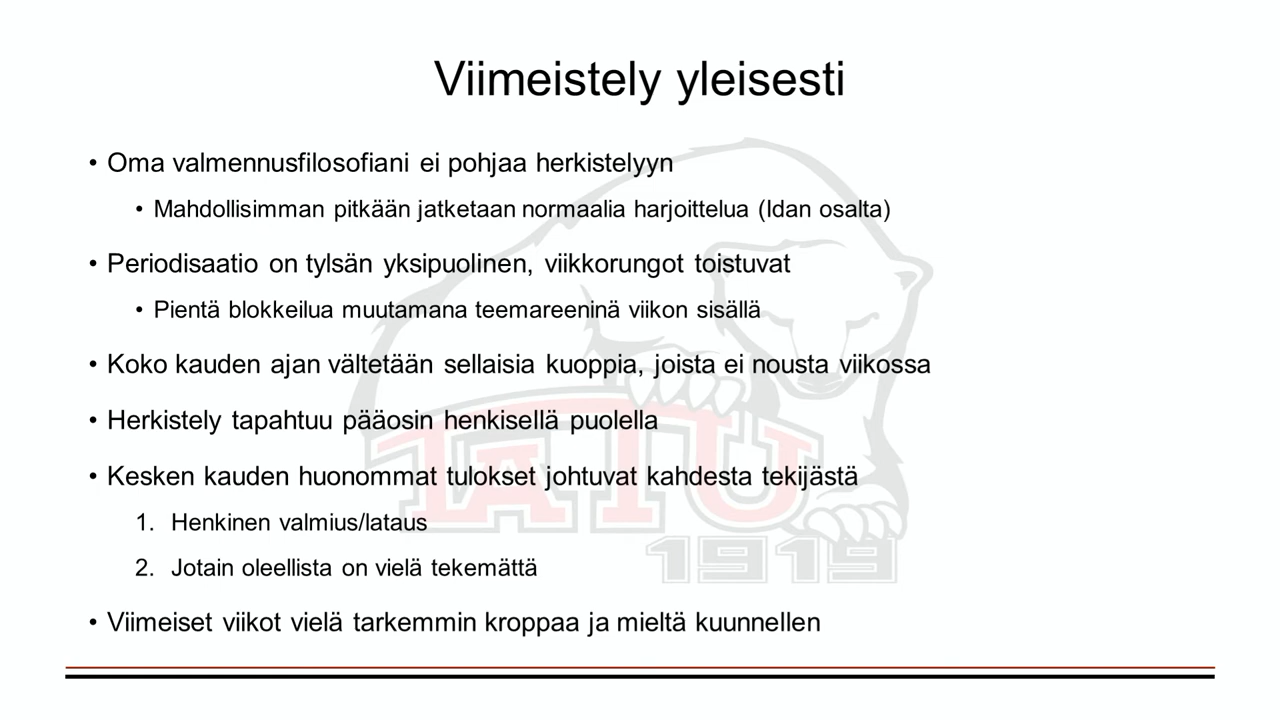 Viimeistely yleisesti
• Oma valmennusfilosofiani ei pohjaa herkistelyyn
• Mahdollisimman pitkään jatketaan normaalia harjoittelua (Idan osalta)
• Periodisaatio on tylsän yksipuolinen, viikkorungot toistuvat
• Pientä blokkeilua muutamana teemareeninä viikon sisällä
• Koko kauden ajan vältetään sellaisia kuoppia, joista ei nousta viikossa
• Herkistely tapahtuu pääosin henkisellä puolella
• Kesken kauden huonommat tulokset johtuvat kahdesta tekijästä
1. Henkinen valmius/lataus
2. Jotain oleellista on vielä tekemättä
• Viimeiset viikot vielä tarkemmin kroppaa ja mieltä kuunnellen
TATU
1919